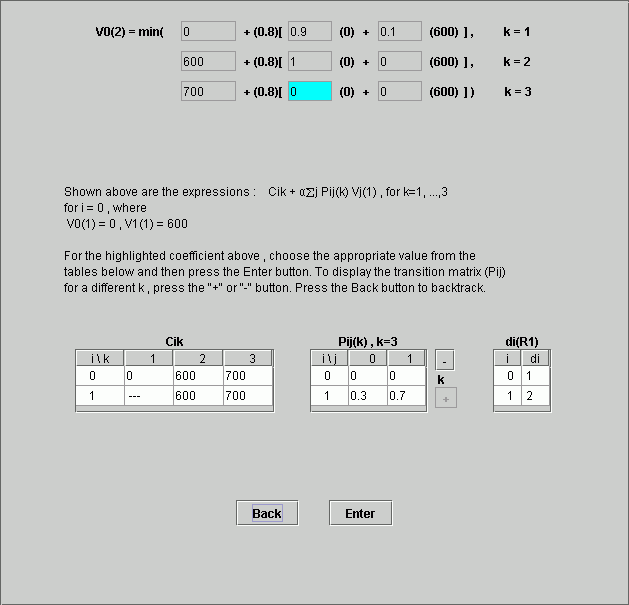 V0(2) = min( 0 + (0.8)[ 0.9 (0) + 0.1 (600) ] , k = 1
600 + (0.8)[ 1 (0) + 0 (600) ] , k = 2
700 + (0.8)[ 0 (0) + 0 (600) ] ) k = 3
Shown above are the expressions : Cik + α∑j Pij(k) Vj(1) , for k=1, ...,3
for i = 0 , where
V0(1) = 0 , V1(1) = 600
For the highlighted coefficient above , choose the appropriate value from the
tables below and then press the Enter button. To display the transition matrix (Pij)
for a different k , press the "+" or "-" button. Press the Back button to backtrack.
Cik Pij(k) , k=3 di(R1)
i \ k 1 2 3 i \ j 0 1 - i di
0 0 600 700 0 0 0 k 0 1
1 --- 600 700 1 0.3 0.7 + 1 2
Back Enter